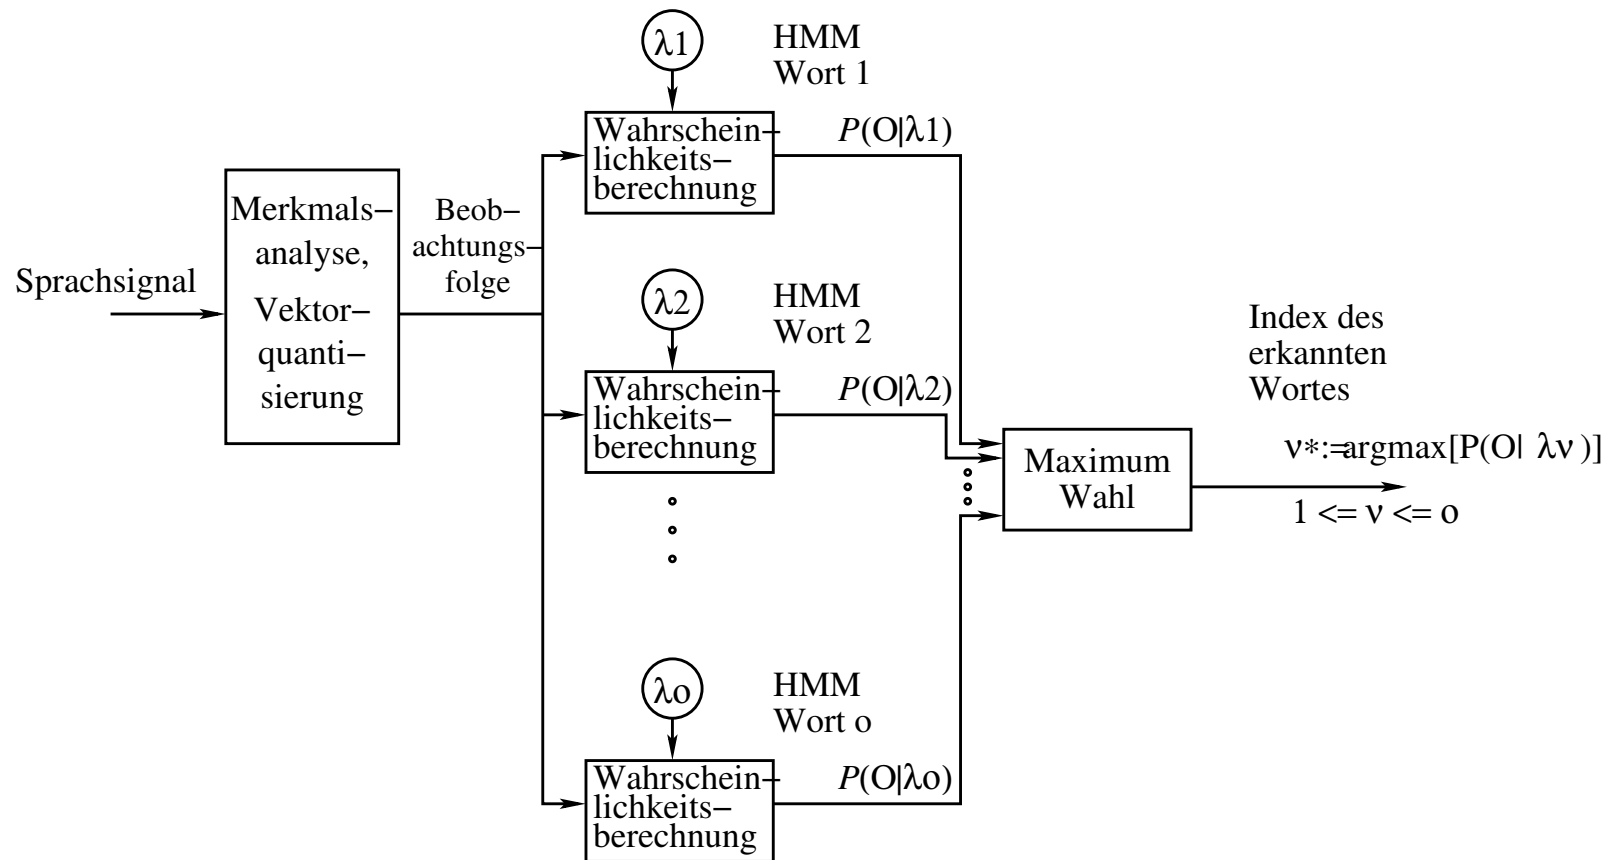 Sprachsignal
Merkmals−
analyse,
Vektor−
quanti−
sierung
Beob−
achtungs−
folge
λ1
HMM
Wort 1
Wahrschein−
lichkeits−
berechnung
P(O|λ1)
λ2
HMM
Wort 2
Wahrschein−
lichkeits−
berechnung
P(O|λ2)
λo
HMM
Wort o
Wahrschein−
lichkeits−
berechnung
P(O|λo)
Maximum
Wahl
Index des
erkannten
Wortes
ν*:=argmax[P(O| λν )]
1 <= ν <= o